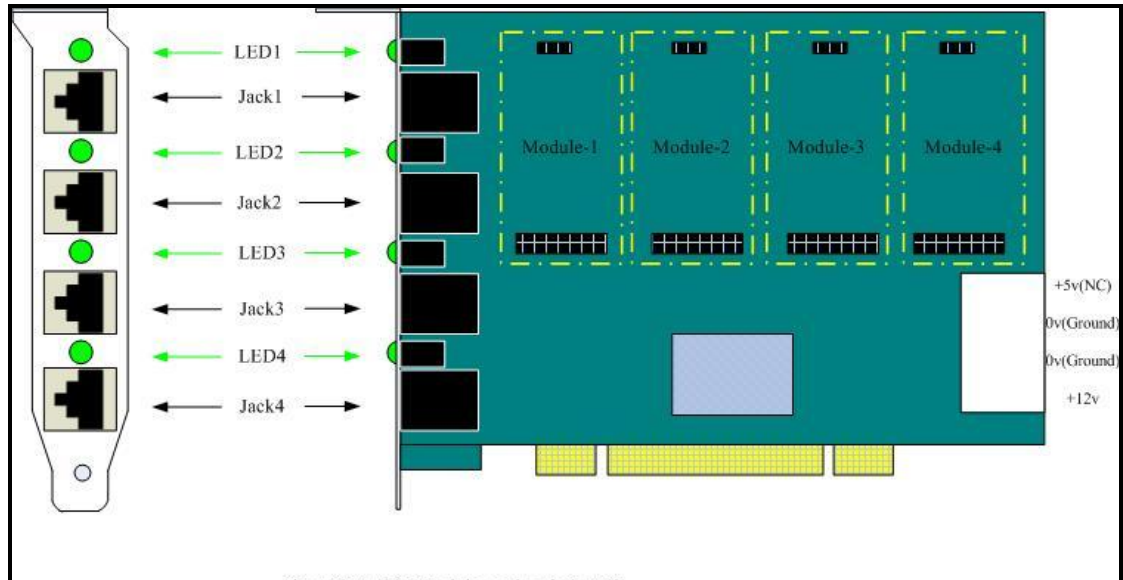 LED1
Jack1
LED2
Jack2
LED3
Jack3
LED4
Jack4
Module-1 Module-2 Module-3 Module-4
+5v(NC)
0v(Ground)
0v(Ground)
+12v